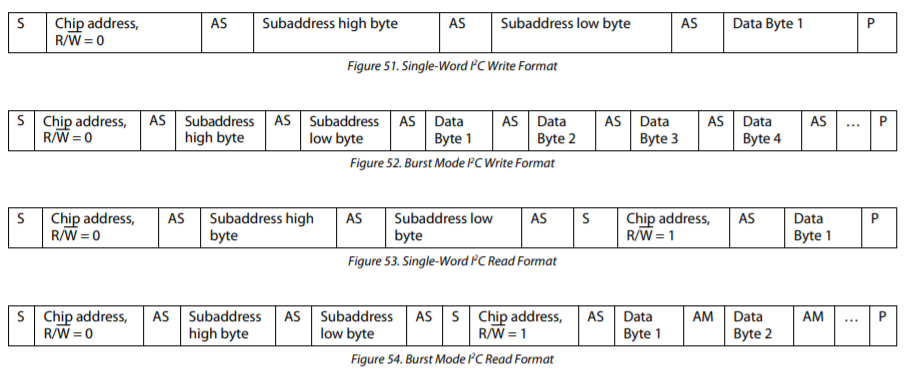 S Chip address, AS Subaddress high byte AS Subaddress low byte AS Data Byte 1 P
R/W̅ = 0
Figure 51. Single-Word I²C Write Format
S Chip address, AS Subaddress AS Subaddress AS Data AS Data AS Data AS Data AS ... P
R/W̅ = 0 high byte low byte Byte 1 Byte 2 Byte 3 Byte 4
Figure 52. Burst Mode I²C Write Format
S Chip address, AS Subaddress high AS Subaddress low AS S Chip address, AS Data P
R/W̅ = 0 byte byte R/W̅ = 1 Byte 1
Figure 53. Single-Word I²C Read Format
S Chip address, AS Subaddress AS Subaddress AS S Chip address, AS Data AM Data AM ... P
R/W̅ = 0 high byte low byte R/W̅ = 1 Byte 1 Byte 2
Figure 54. Burst Mode I²C Read Format